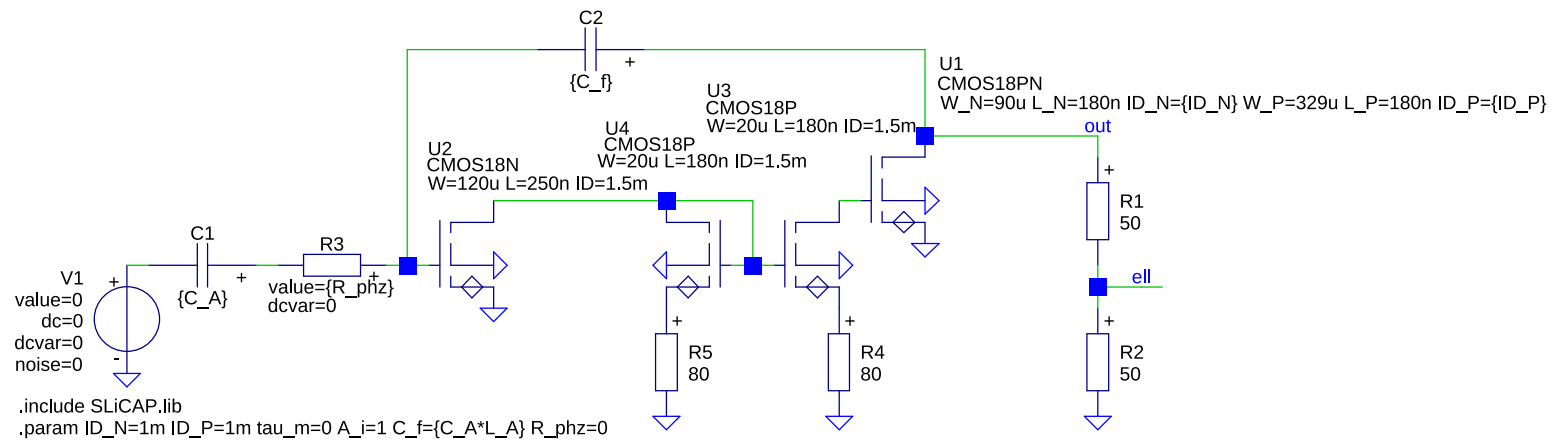 C2
+
{C_f}
U1
CMOS18PN
W_N=90u L_N=180n ID_N={ID_N} W_P=329u L_P=180n ID_P={ID_P}
U3
CMOS18P
W=20u L=180n ID=1.5m
out
U4
CMOS18P
W=20u L=180n ID=1.5m
U2
CMOS18N
W=120u L=250n ID=1.5m
+
R1
50
C1
+
{C_A}
R3
+
value={R_phz}
dcvar=0
V1
value=0
dc=0
dcvar=0
noise=0
+
-
ell
+
R5
80
+
R4
80
+
R2
50
.include SLiCAP.lib
.param ID_N=1m ID_P=1m tau_m=0 A_i=1 C_f={C_A*L_A} R_phz=0